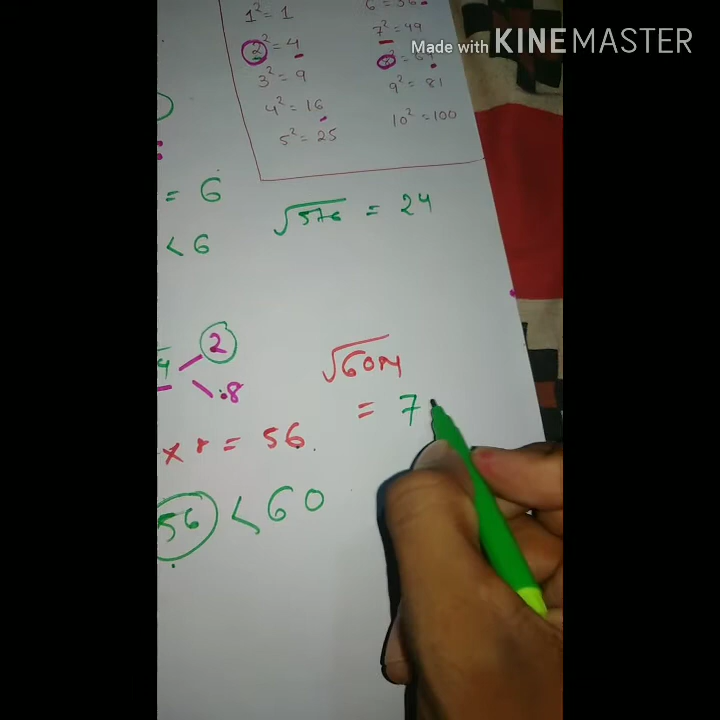 Made with KINEMASTER
1² = 1
2² = 4
3² = 9
4² = 16
5² = 25
7² = 49
9² = 81
10² = 100
= 6
< 6
√576 = 24
4
2
8
√6084
= 7
× 8 = 56.
56 < 60